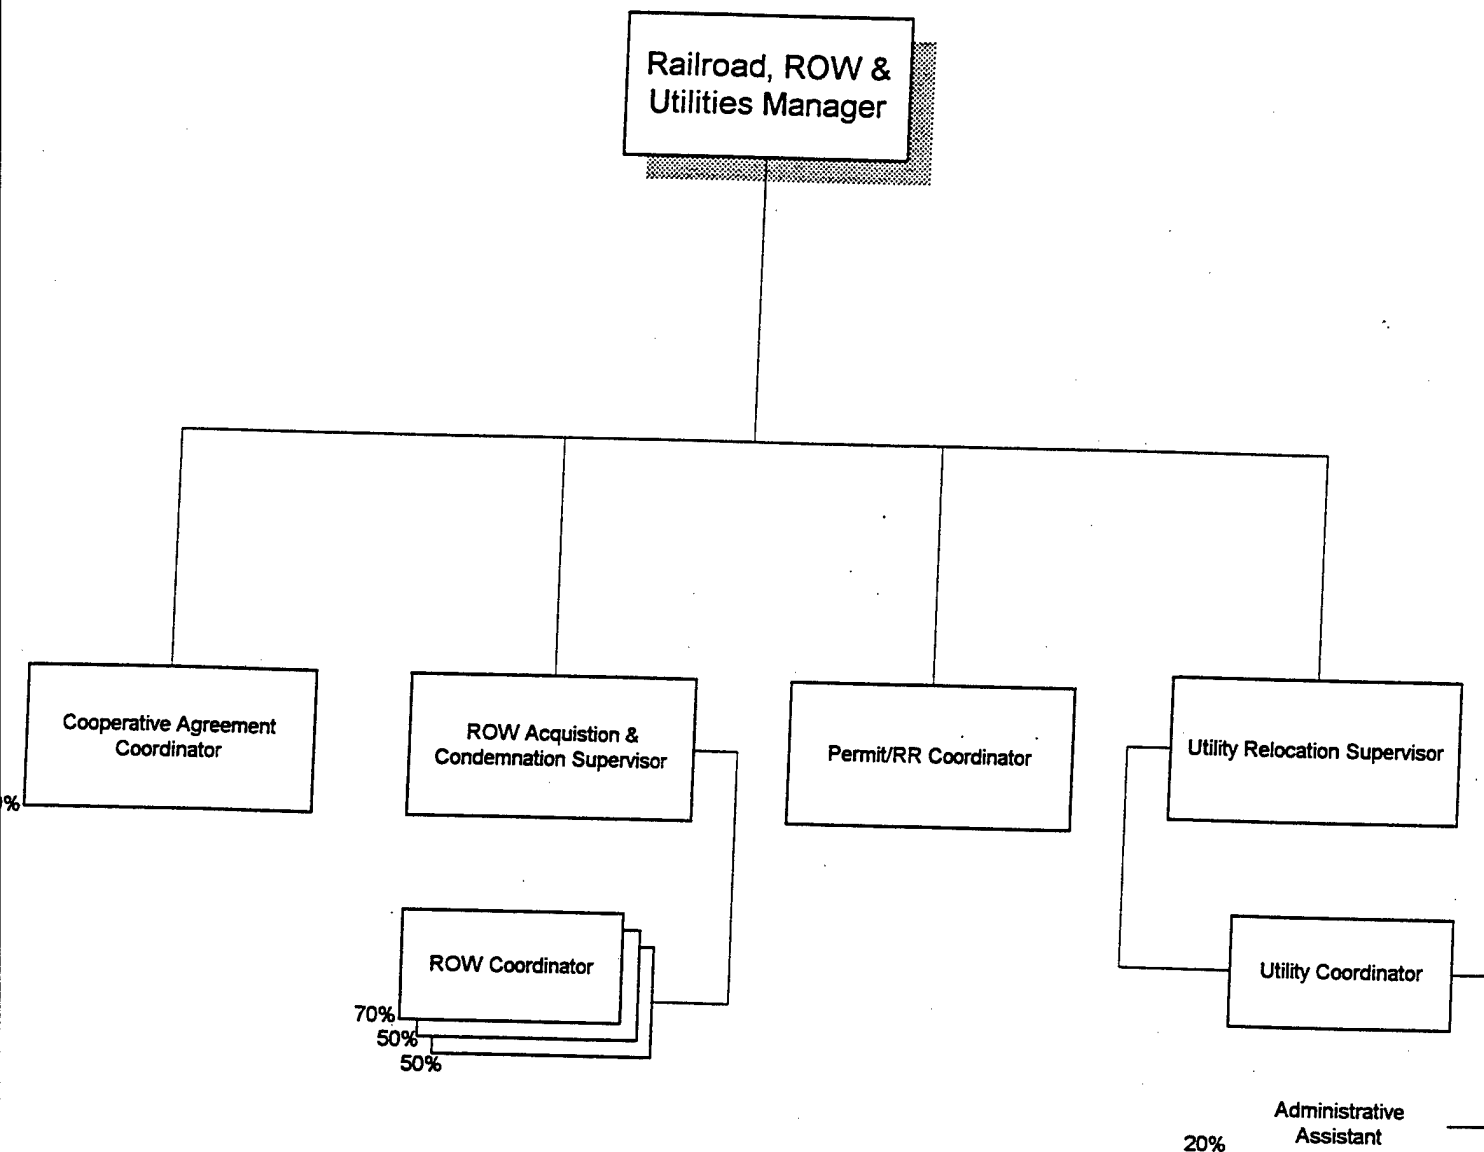 Railroad, ROW &
Utilities Manager
Cooperative Agreement
Coordinator
%
ROW Acquistion &
Condemnation Supervisor
Permit/RR Coordinator
Utility Relocation Supervisor
ROW Coordinator
70%
50%
50%
Utility Coordinator
Administrative
Assistant
20%